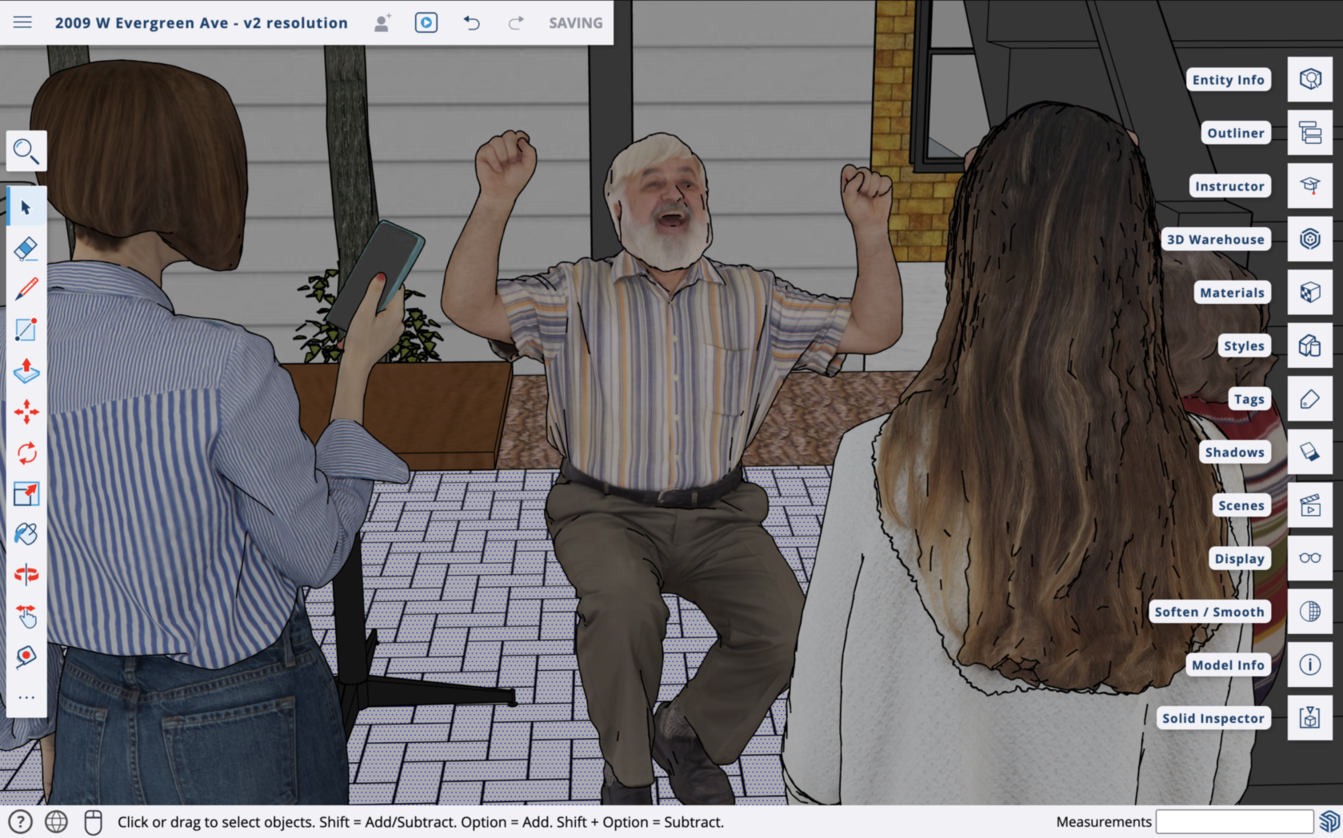 2009 W Evergreen Ave - v2 resolution
SAVING
Entity Info
Outliner
Instructor
3D Warehouse
Materials
Styles
Tags
Shadows
Scenes
Display
Soften / Smooth
Model Info
Solid Inspector
Click or drag to select objects. Shift = Add/Subtract. Option = Add. Shift + Option = Subtract.
Measurements